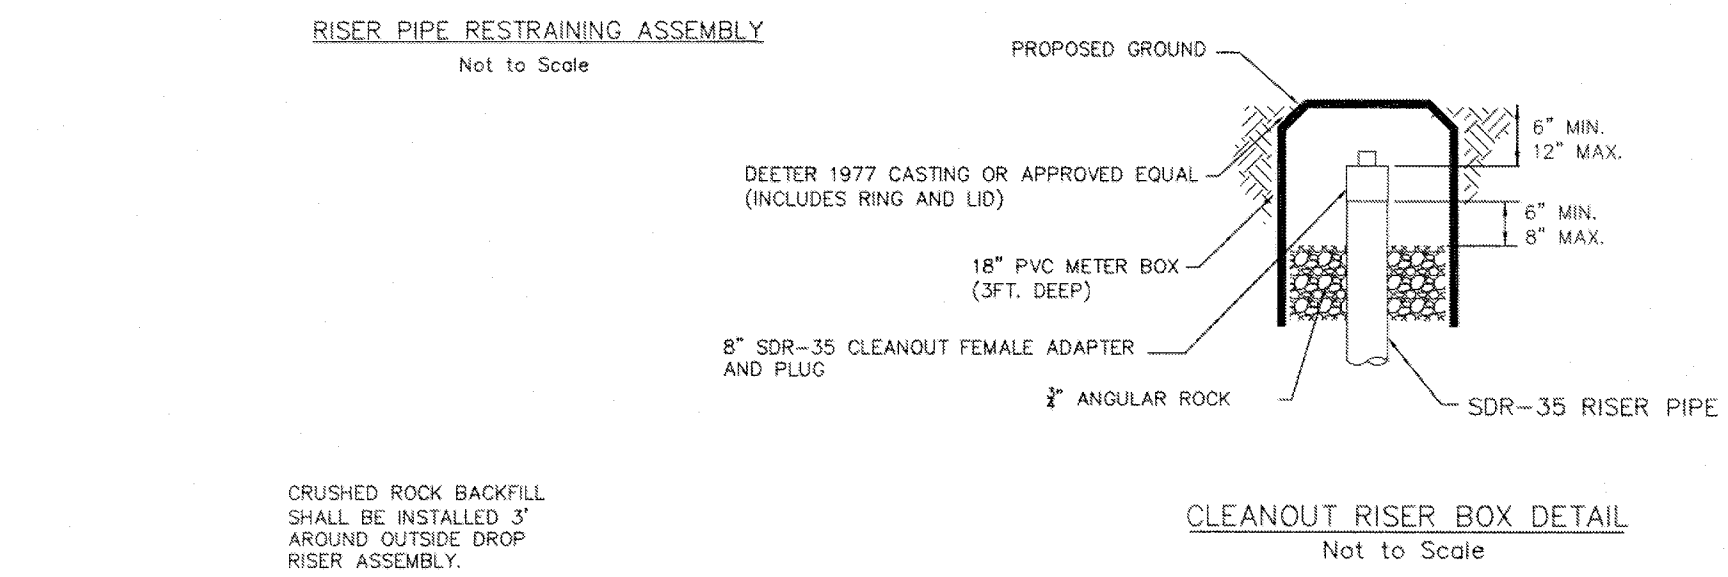 RISER PIPE RESTRAINING ASSEMBLY
Not to Scale
PROPOSED GROUND
6" MIN.
12" MAX.
DEETER 1977 CASTING OR APPROVED EQUAL
(INCLUDES RING AND LID)
6" MIN.
8" MAX.
18" PVC METER BOX
(3FT. DEEP)
8" SDR-35 CLEANOUT FEMALE ADAPTER
AND PLUG
¾" ANGULAR ROCK
SDR-35 RISER PIPE
CRUSHED ROCK BACKFILL
SHALL BE INSTALLED 3'
AROUND OUTSIDE DROP
RISER ASSEMBLY.
CLEANOUT RISER BOX DETAIL
Not to Scale